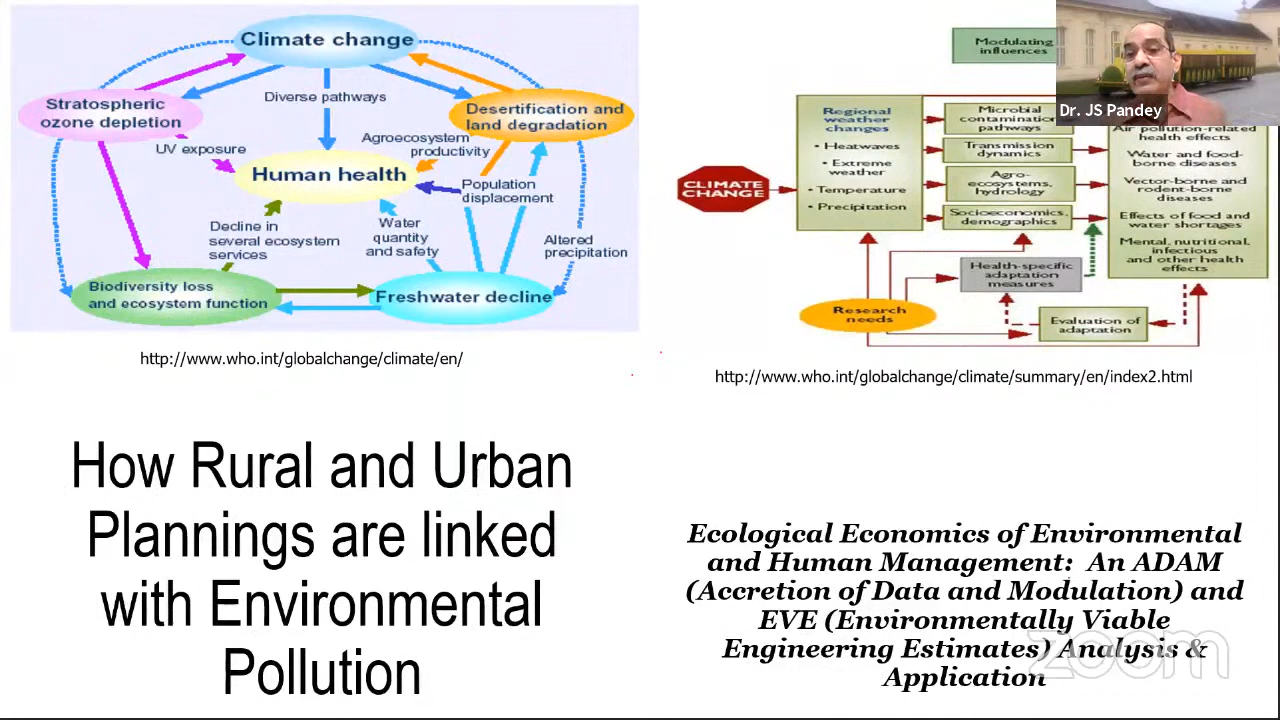 Climate change
Stratospheric
ozone depletion
Diverse pathways
Desertification and
land degradation
UV exposure
Agroecosystem
productivity
Human health
Population
displacement
Decline in
several ecosystem
services
Water
quantity
and safety
Altered
precipitation
Biodiversity loss
and ecosystem function
Freshwater decline
http://www.who.int/globalchange/climate/en/
Modulating
influences
Dr. JS Pandey
CLIMATE
CHANGE
Regional
weather
changes
• Heatwaves
• Extreme
weather
• Temperature
• Precipitation
Microbial
contamination
pathways
Transmission
dynamics
Agro-
ecosystems,
hydrology
Socioeconomics,
demographics
Air pollution-related
health effects
Water and food-
borne diseases
Vector-borne and
rodent-borne
diseases
Effects of food and
water shortages
Mental, nutritional,
infectious
and other health
effects
Health-specific
adaptation
measures
Research
needs
Evaluation of
adaptation
http://www.who.int/globalchange/climate/summary/en/index2.html
How Rural and Urban
Plannings are linked
with Environmental
Pollution
Ecological Economics of Environmental
and Human Management: An ADAM
(Accretion of Data and Modulation) and
EVE (Environmentally Viable
Engineering Estimates) Analysis &
Application
zoom